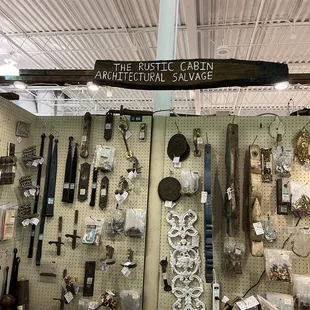 THE RUSTIC CABIN
ARCHITECTURAL SALVAGE